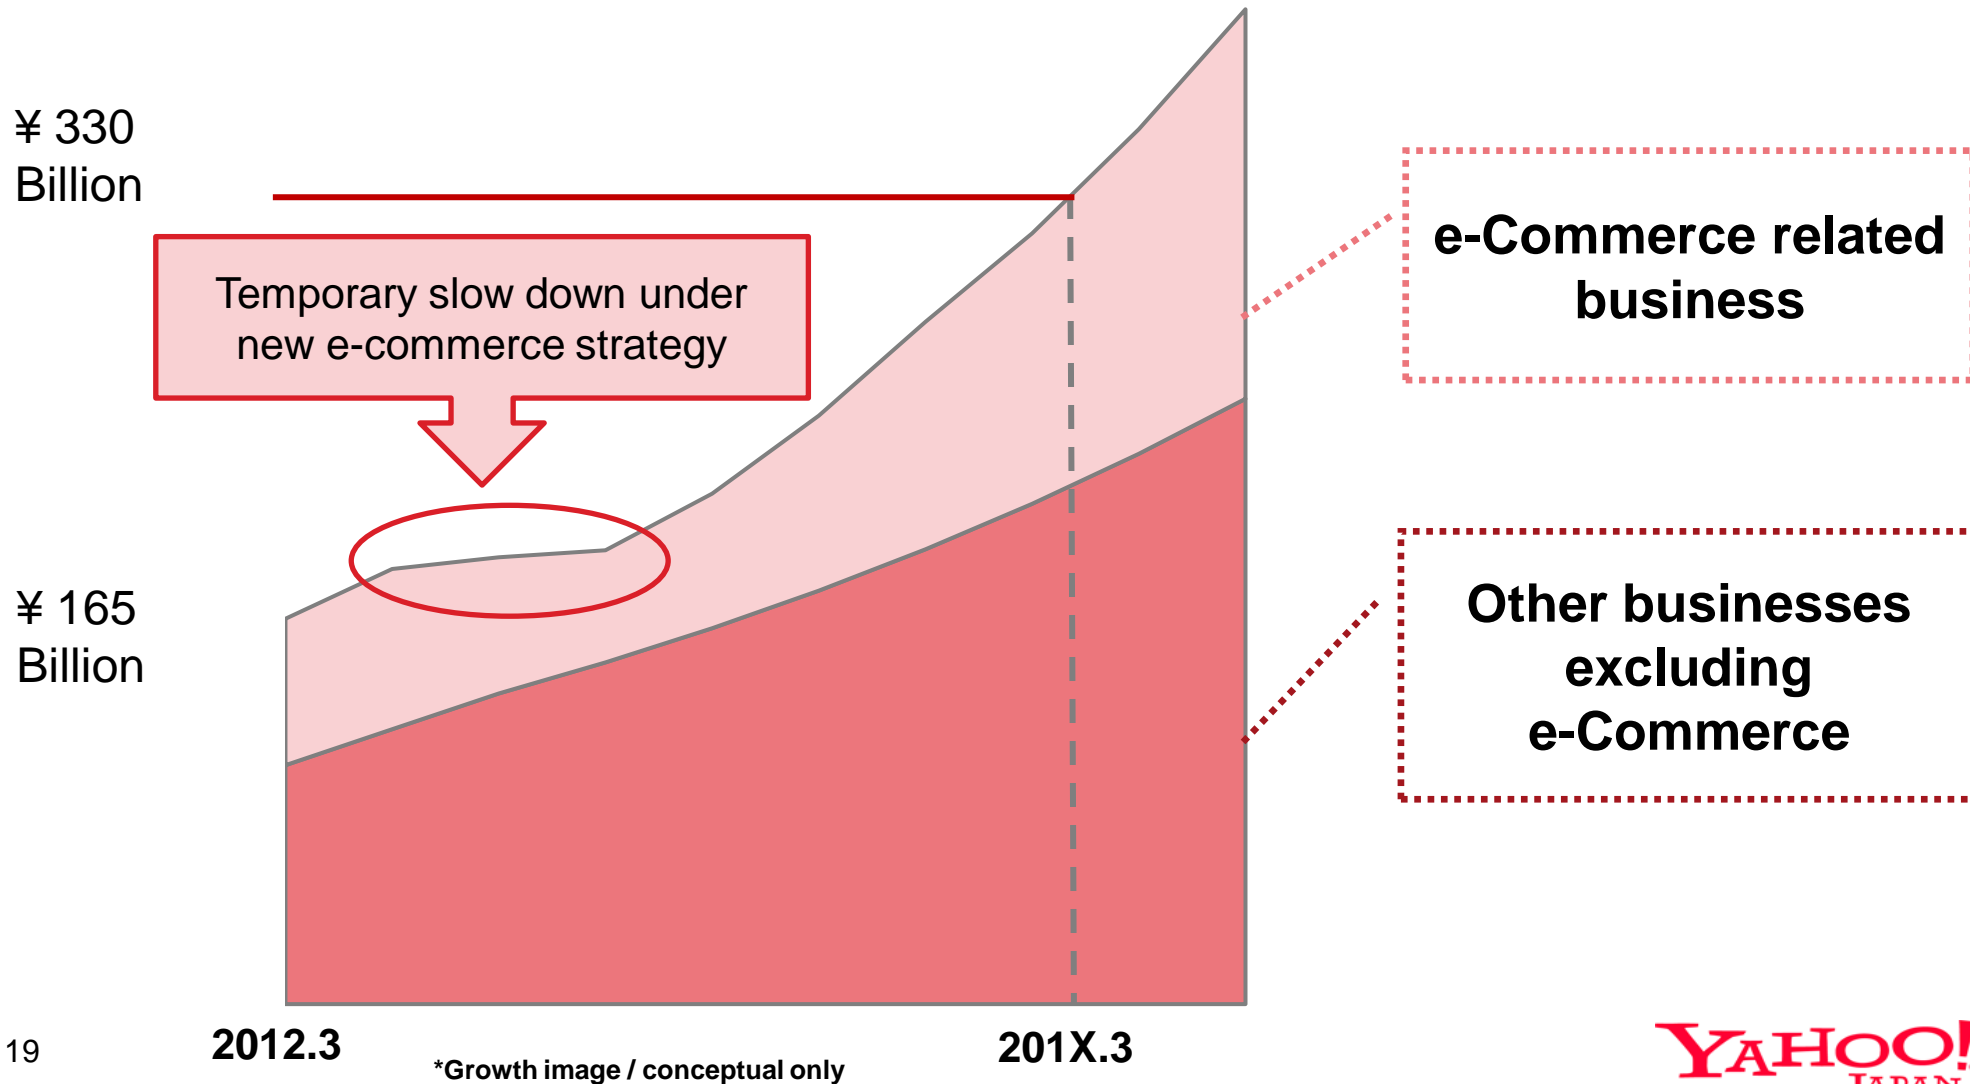 ¥ 330
Billion
Temporary slow down under
new e-commerce strategy
e-Commerce related
business
¥ 165
Billion
Other businesses
excluding
e-Commerce
2012.3
201X.3
*Growth image / conceptual only
19
YAHOO!
JAPAN